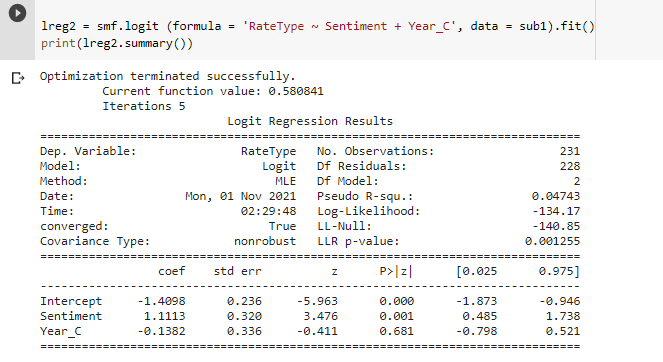 lreg2 = smf.logit (formula = 'RateType ~ Sentiment + Year_C', data = sub1).fit()
print(lreg2.summary())
Optimization terminated successfully.
         Current function value: 0.580841
         Iterations 5
                           Logit Regression Results
==============================================================================
Dep. Variable:               RateType   No. Observations:                  231
Model:                          Logit   Df Residuals:                      228
Method:                           MLE   Df Model:                            2
Date:                Mon, 01 Nov 2021   Pseudo R-squ.:                 0.04743
Time:                        02:29:48   Log-Likelihood:                -134.17
converged:                       True   LL-Null:                       -140.85
Covariance Type:            nonrobust   LLR p-value:                  0.001255
==============================================================================
                 coef    std err          z      P>|z|      [0.025      0.975]
------------------------------------------------------------------------------
Intercept     -1.4098      0.236     -5.963      0.000      -1.873      -0.946
Sentiment      1.1113      0.320      3.476      0.001       0.485       1.738
Year_C        -0.1382      0.336     -0.411      0.681      -0.798       0.521
==============================================================================